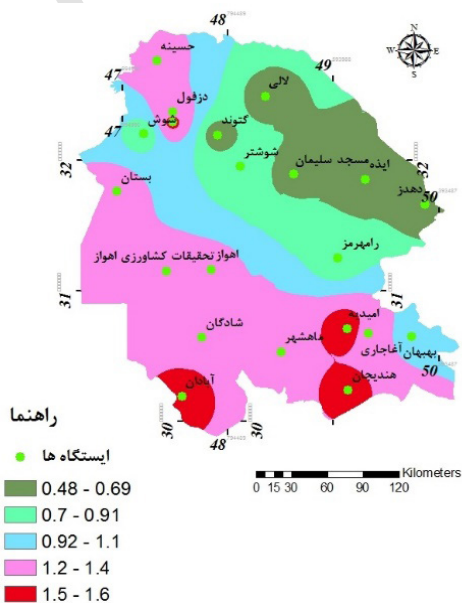 48
N
W E
S
حسینه
49
47
لالی
دزفول
شوش
گتوند
47
شوشتر
32
مسجد سلیمان
ایذه
32
بستان
دهدز
50
رامهرمز
اهواز
تحقیقات کشاورزی اهواز
31
31
امیدیه
شادگان
ماهشهر
آغاجاری
بهبهان
50
آبادان
هندیجان
30
30
48
راهنما
ایستگاه ها
0.48 - 0.69
0.7 - 0.91
0.92 - 1.1
1.2 - 1.4
1.5 - 1.6
Kilometers
0 15 30 60 90 120